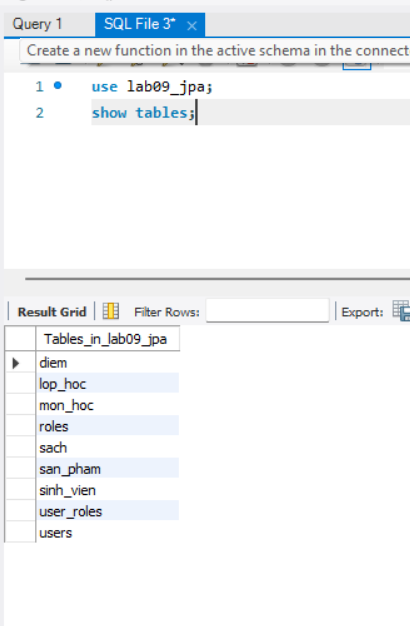 Query 1
SQL File 3*
Create a new function in the active schema in the connect
1 use lab09_jpa;
2 show tables;
Result Grid Filter Rows: Export:
Tables_in_lab09_jpa
diem
lop_hoc
mon_hoc
roles
sach
san_pham
sinh_vien
user_roles
users